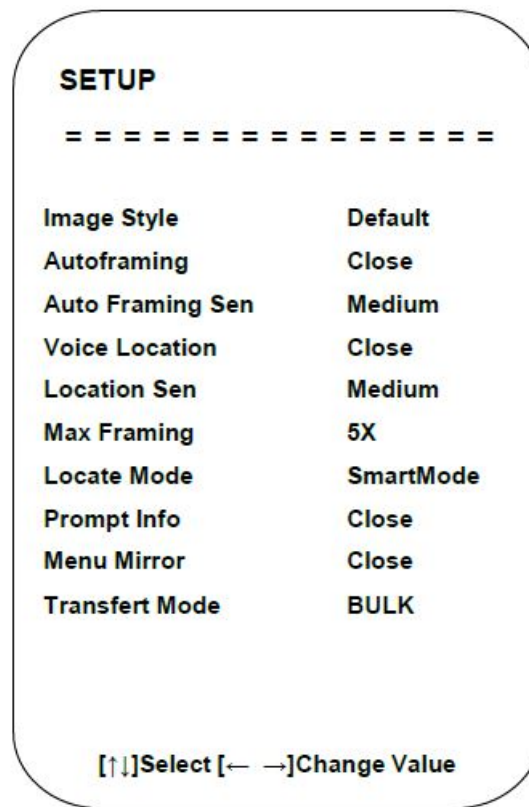 SETUP
= = = = = = = = = = = = = = =
Image Style Default
Autoframing Close
Auto Framing Sen Medium
Voice Location Close
Location Sen Medium
Max Framing 5X
Locate Mode SmartMode
Prompt Info Close
Menu Mirror Close
Transfert Mode BULK
[↑↓]Select [← →]Change Value